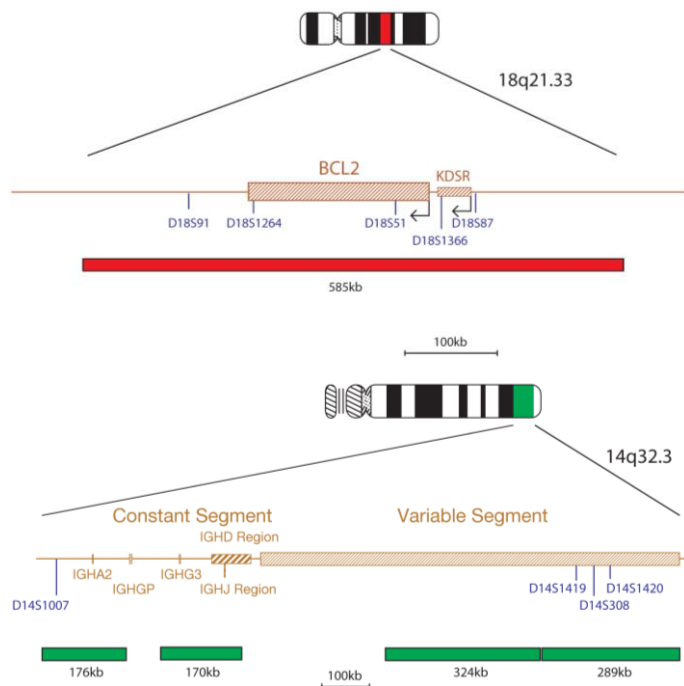 18q21.33
BCL2
KDSR
D18S91
D18S1264
D18S51
D18S87
D18S1366
585kb
100kb
14q32.3
Constant Segment
Variable Segment
IGHD Region
IGHA2
IGHG3
IGHGP
IGHJ Region
D14S1007
D14S1419
D14S1420
D14S308
176kb
170kb
324kb
289kb
100kb